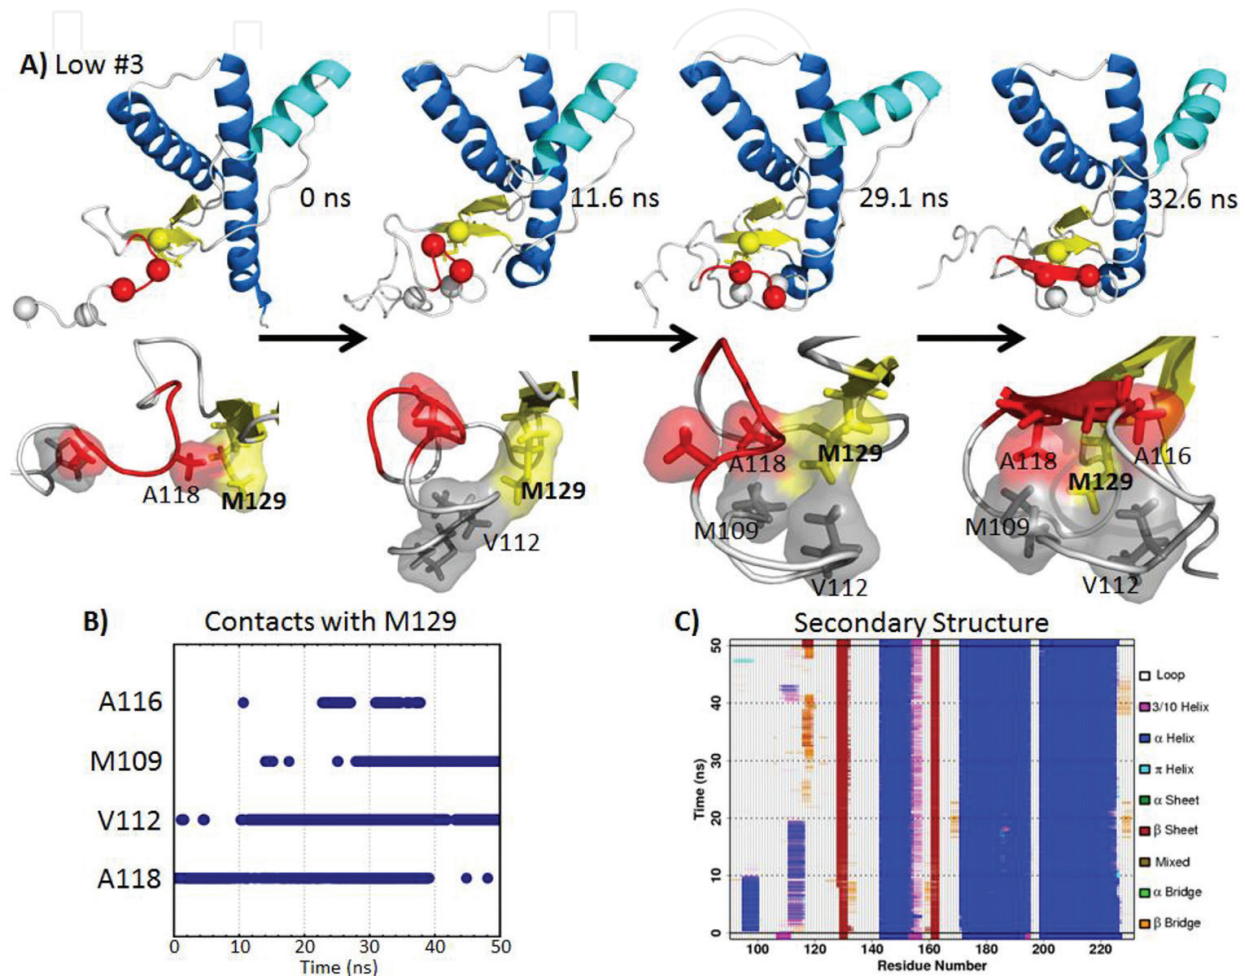 A) Low #3
0 ns
11.6 ns
29.1 ns
32.6 ns
A118
M129
V112
M129
A118
M129
M109
V112
A118
A116
M129
M109
V112
B) Contacts with M129
A116
M109
V112
A118
0 10 20 30 40 50
Time (ns)
C) Secondary Structure
50
40
30
20
10
0
Time (ns)
100 120 140 160 180 200 220
Residue Number
Loop
3/10 Helix
α Helix
π Helix
α Sheet
β Sheet
Mixed
α Bridge
β Bridge